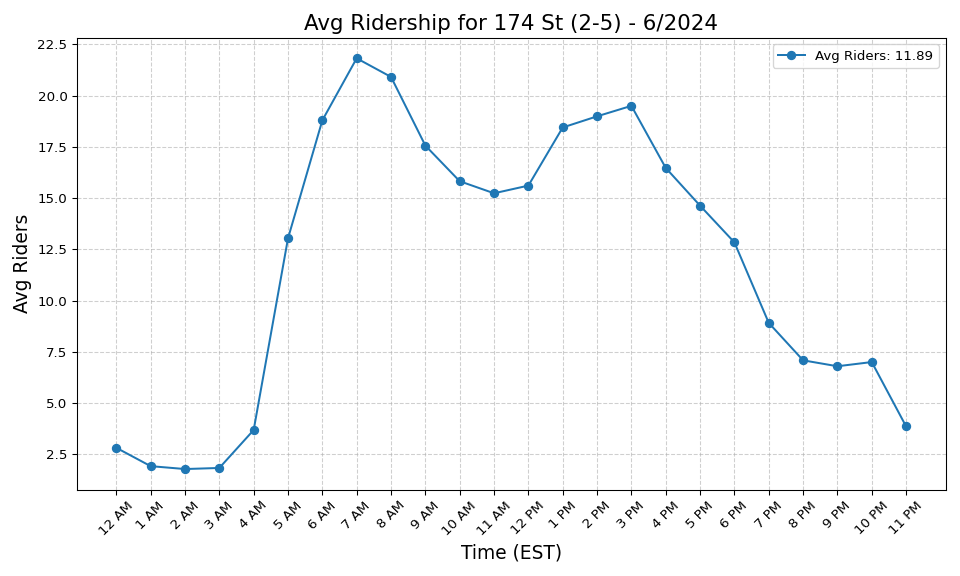 Avg Ridership for 174 St (2-5) - 6/2024
Avg Riders: 11.89
Avg Riders
22.5
20.0
17.5
15.0
12.5
10.0
7.5
5.0
2.5
12 AM
1 AM
2 AM
3 AM
4 AM
5 AM
6 AM
7 AM
8 AM
9 AM
10 AM
11 AM
12 PM
1 PM
2 PM
3 PM
4 PM
5 PM
6 PM
7 PM
8 PM
9 PM
10 PM
11 PM
Time (EST)